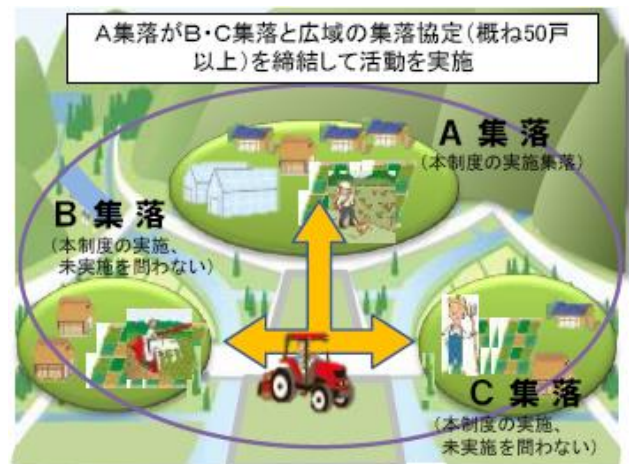 A集落がB・C集落と広域の集落協定(概ね50戸
以上)を締結して活動を実施
A 集 落
(本制度の実施集落)
B 集 落
(本制度の実施、
未実施を問わない)
C 集 落
(本制度の実施、
未実施を問わない)